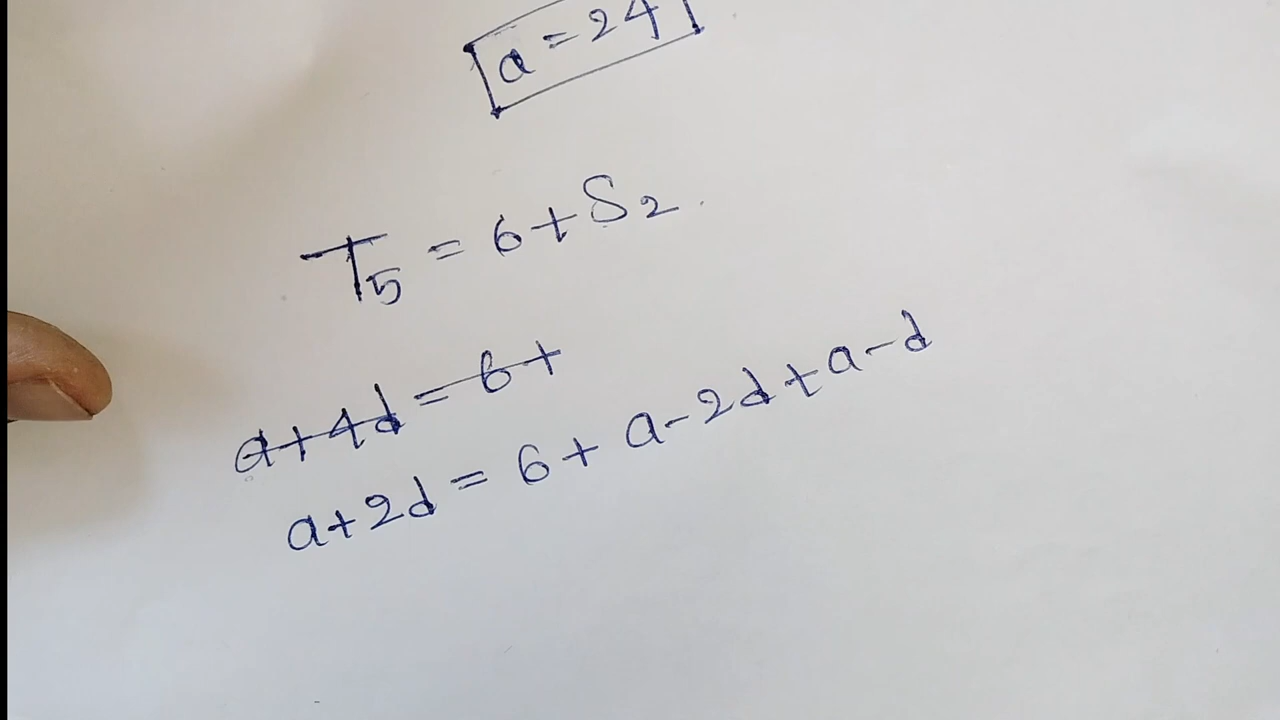 a = 24
T5 = 6 + S2
a + 4d = 6 +
a + 2d = 6 + a - 2d + a - d